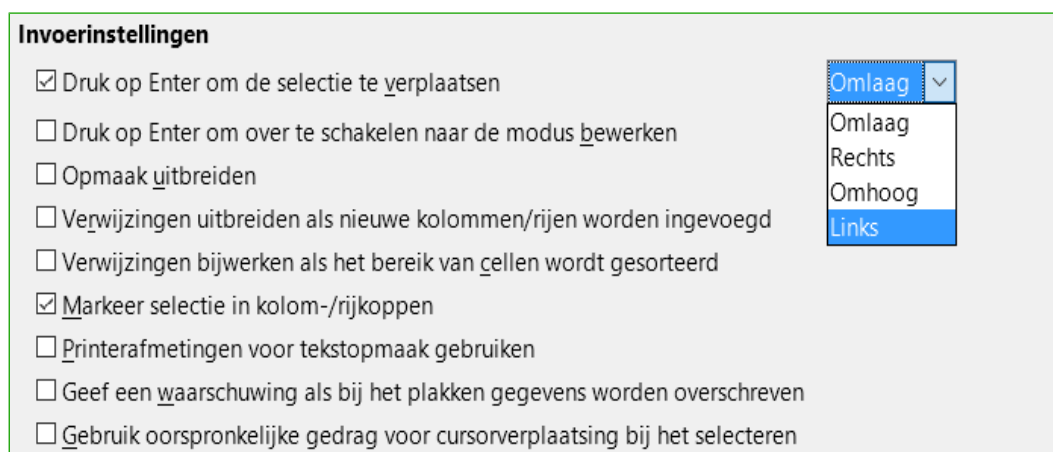 Invoerinstellingen
Druk op Enter om de selectie te verplaatsen Omlaag
Omlaag
Druk op Enter om over te schakelen naar de modus bewerken
Rechts
Opmaak uitbreiden
Omhoog
Verwijzingen uitbreiden als nieuwe kolommen/rijen worden ingevoegd
Links
Verwijzingen bijwerken als het bereik van cellen wordt gesorteerd
Markeer selectie in kolom-/rijkoppen
Printerafmetingen voor tekstopmaak gebruiken
Geef een waarschuwing als bij het plakken gegevens worden overschreven
Gebruik oorspronkelijke gedrag voor cursorverplaatsing bij het selecteren